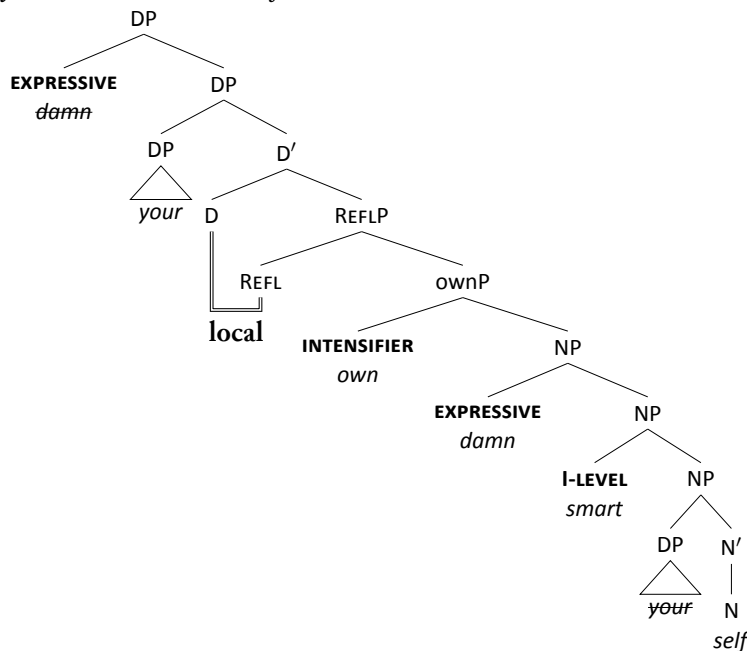 DP
EXPRESSIVE DP
damn
DP D′
your D REFLP
REFL ownP
local
INTENSIFIER NP
own
EXPRESSIVE NP
damn
I-LEVEL NP
smart
DP N′
your N
self